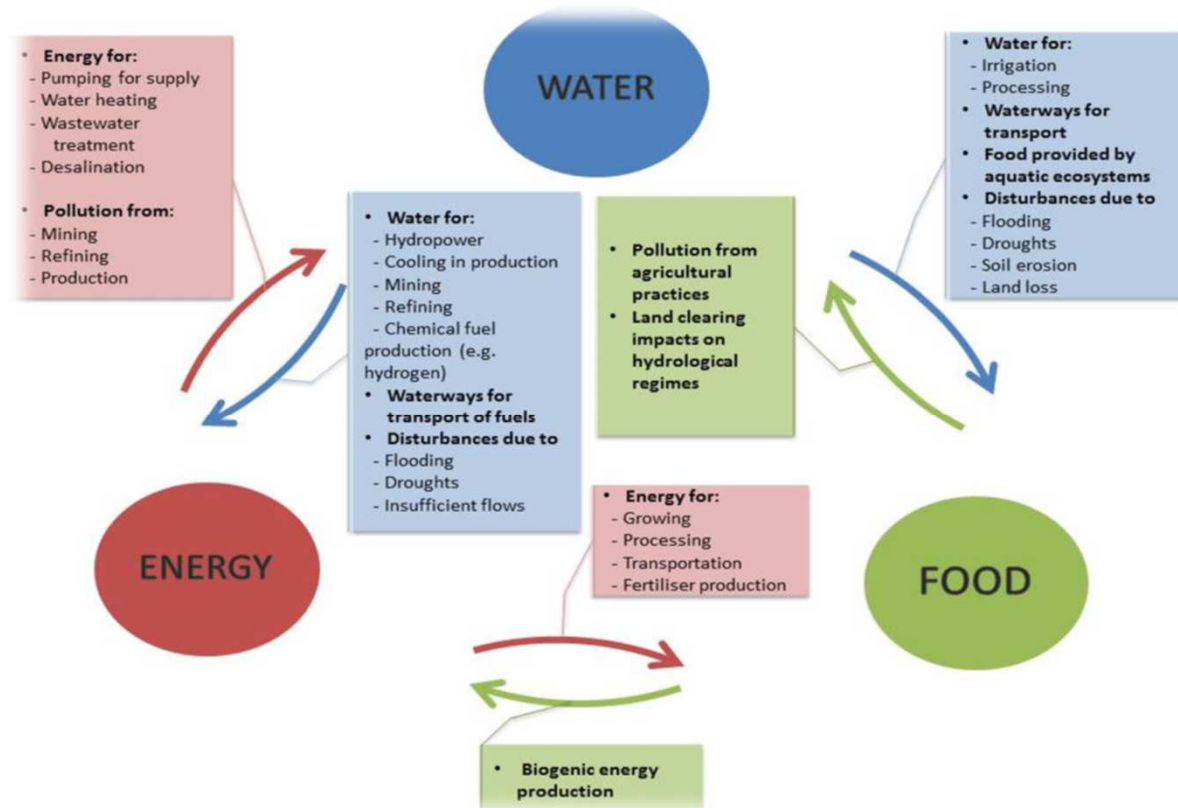 WATER
• Energy for:
- Pumping for supply
- Water heating
- Wastewater
treatment
- Desalination
• Pollution from:
- Mining
- Refining
- Production
• Water for:
- Hydropower
- Cooling in production
- Mining
- Refining
- Chemical fuel
production (e.g.
hydrogen)
• Waterways for
transport of fuels
• Disturbances due to
- Flooding
- Droughts
- Insufficient flows
• Pollution from
agricultural
practices
• Land clearing
impacts on
hydrological
regimes
• Water for:
- Irrigation
- Processing
• Waterways for
transport
• Food provided by
aquatic ecosystems
• Disturbances due to
- Flooding
- Droughts
- Soil erosion
- Land loss
ENERGY
• Energy for:
- Growing
- Processing
- Transportation
- Fertiliser production
FOOD
• Biogenic energy
production